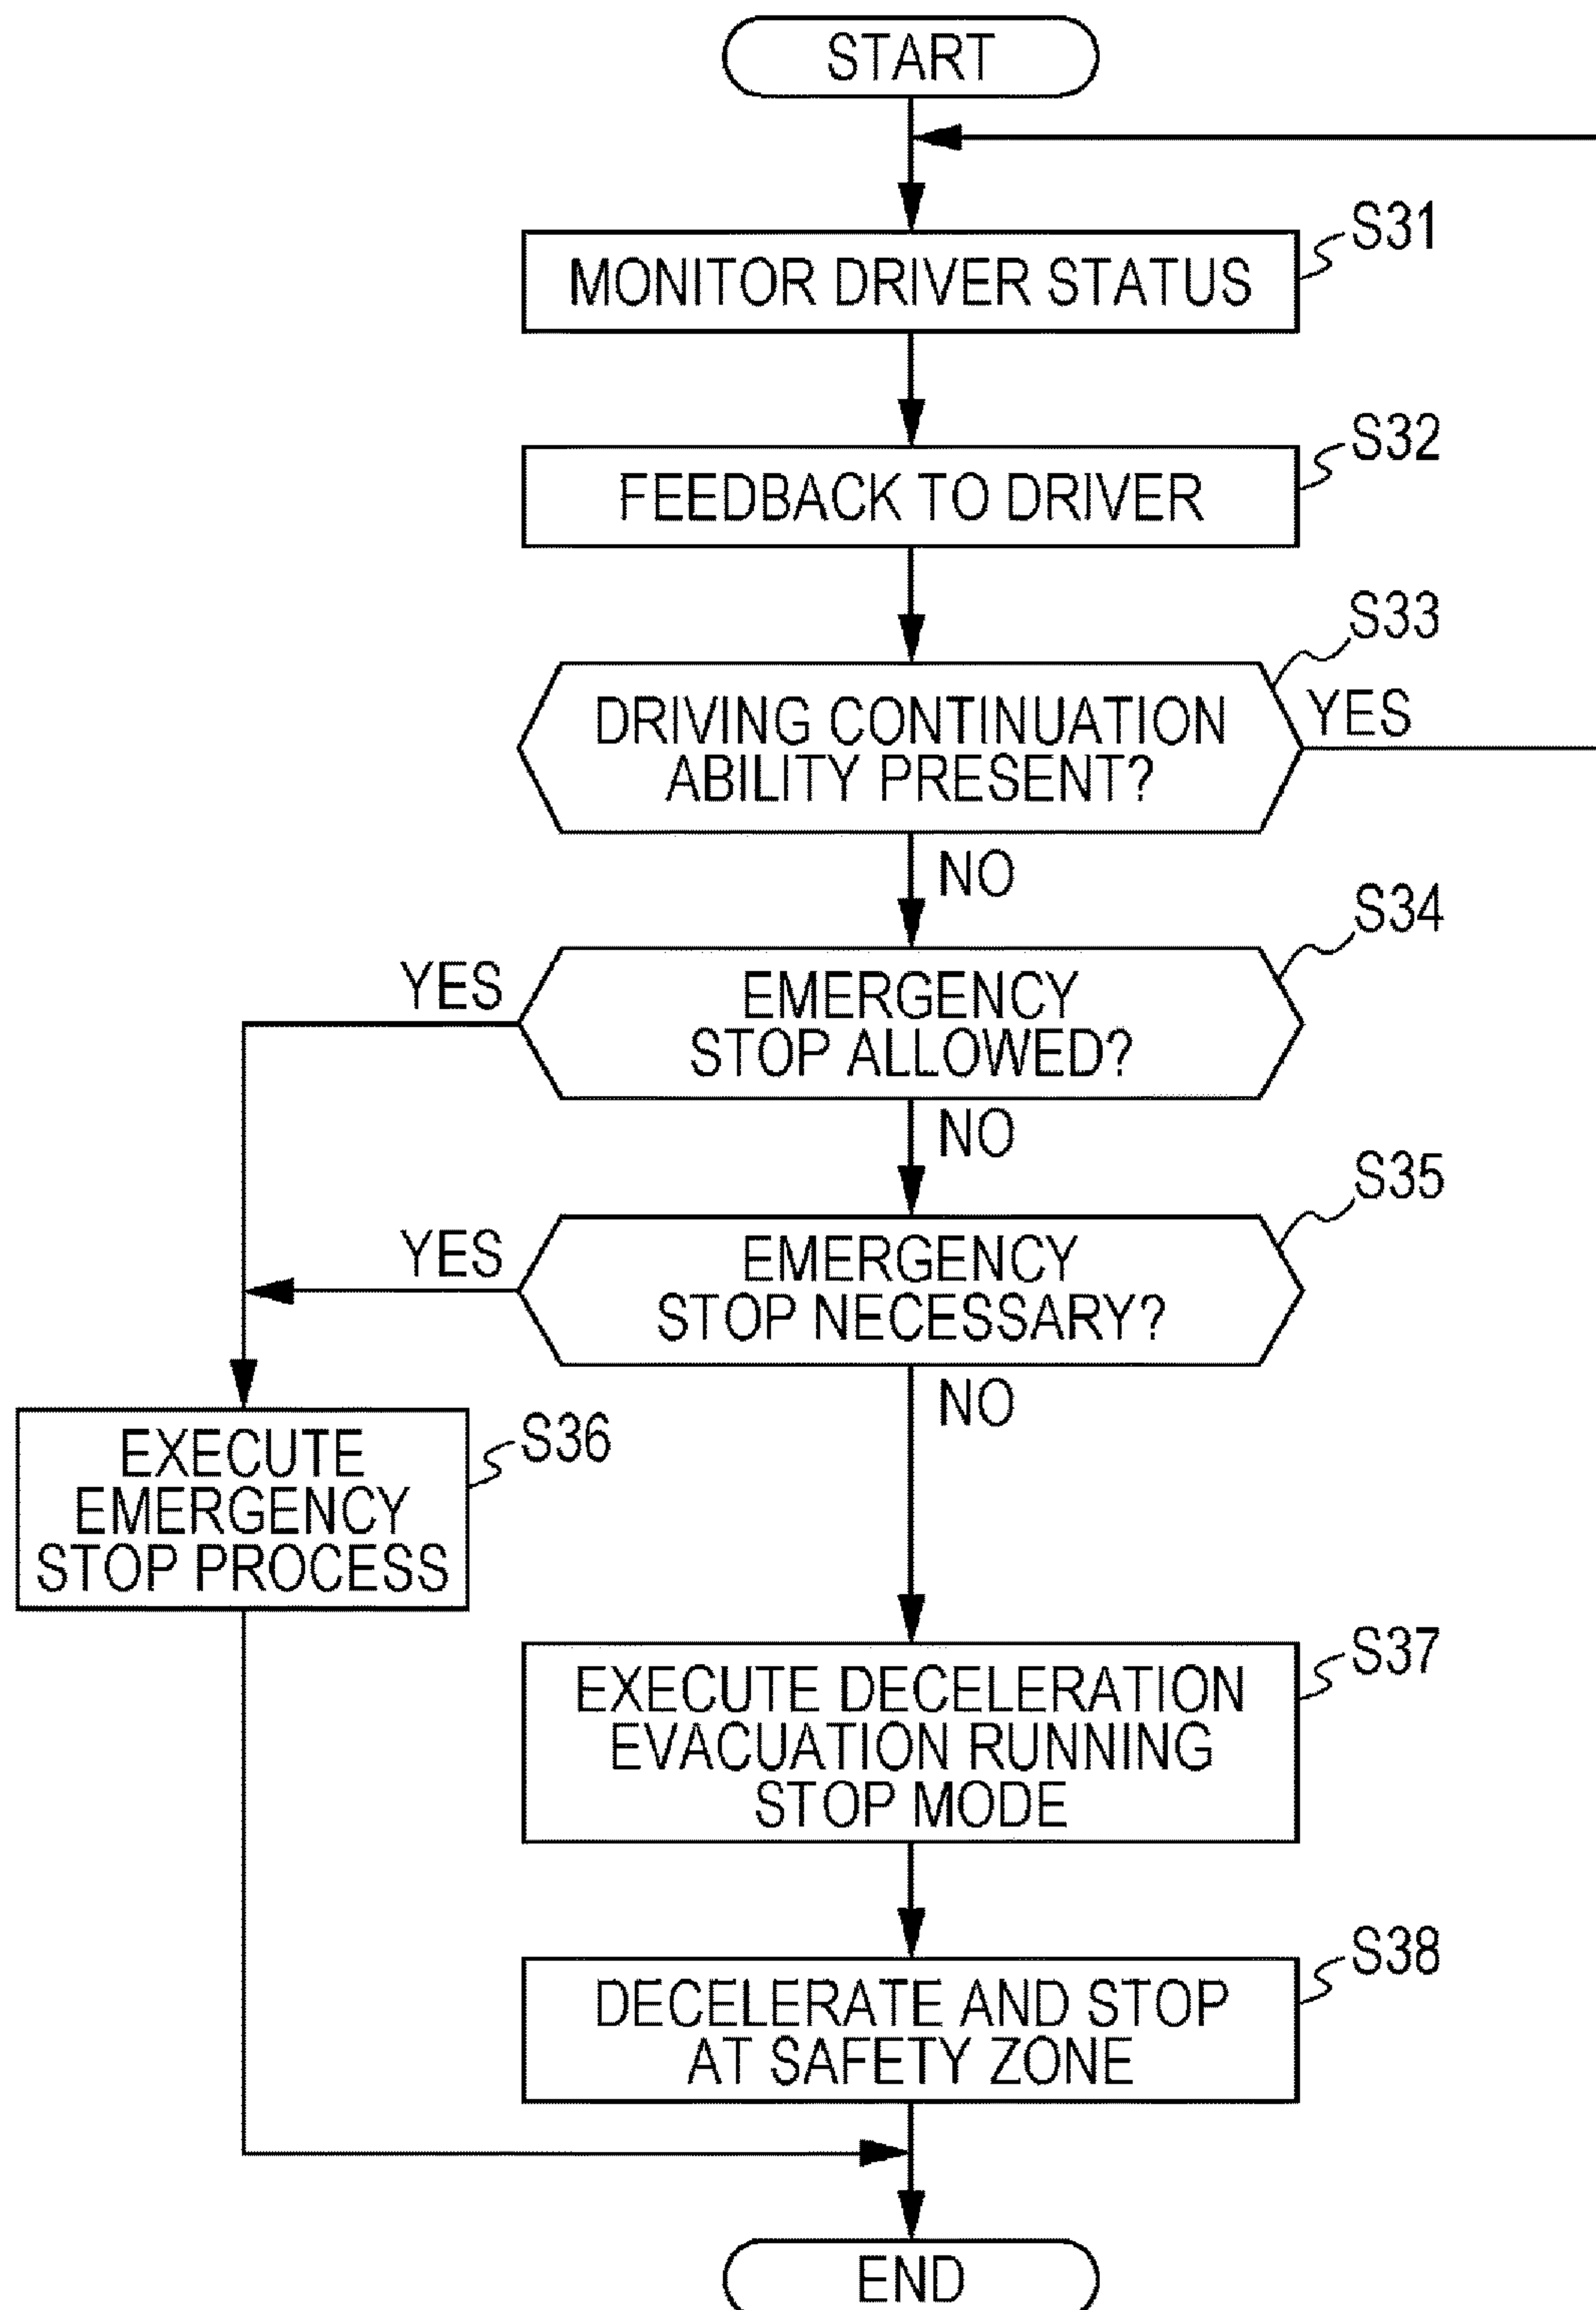 START
S31
MONITOR DRIVER STATUS
S32
FEEDBACK TO DRIVER
S33
DRIVING CONTINUATION
ABILITY PRESENT?
YES
NO
S34
YES
EMERGENCY
STOP ALLOWED?
NO
S35
YES
EMERGENCY
STOP NECESSARY?
NO
S36
EXECUTE
EMERGENCY
STOP PROCESS
S37
EXECUTE DECELERATION
EVACUATION RUNNING
STOP MODE
S38
DECELERATE AND STOP
AT SAFETY ZONE
END